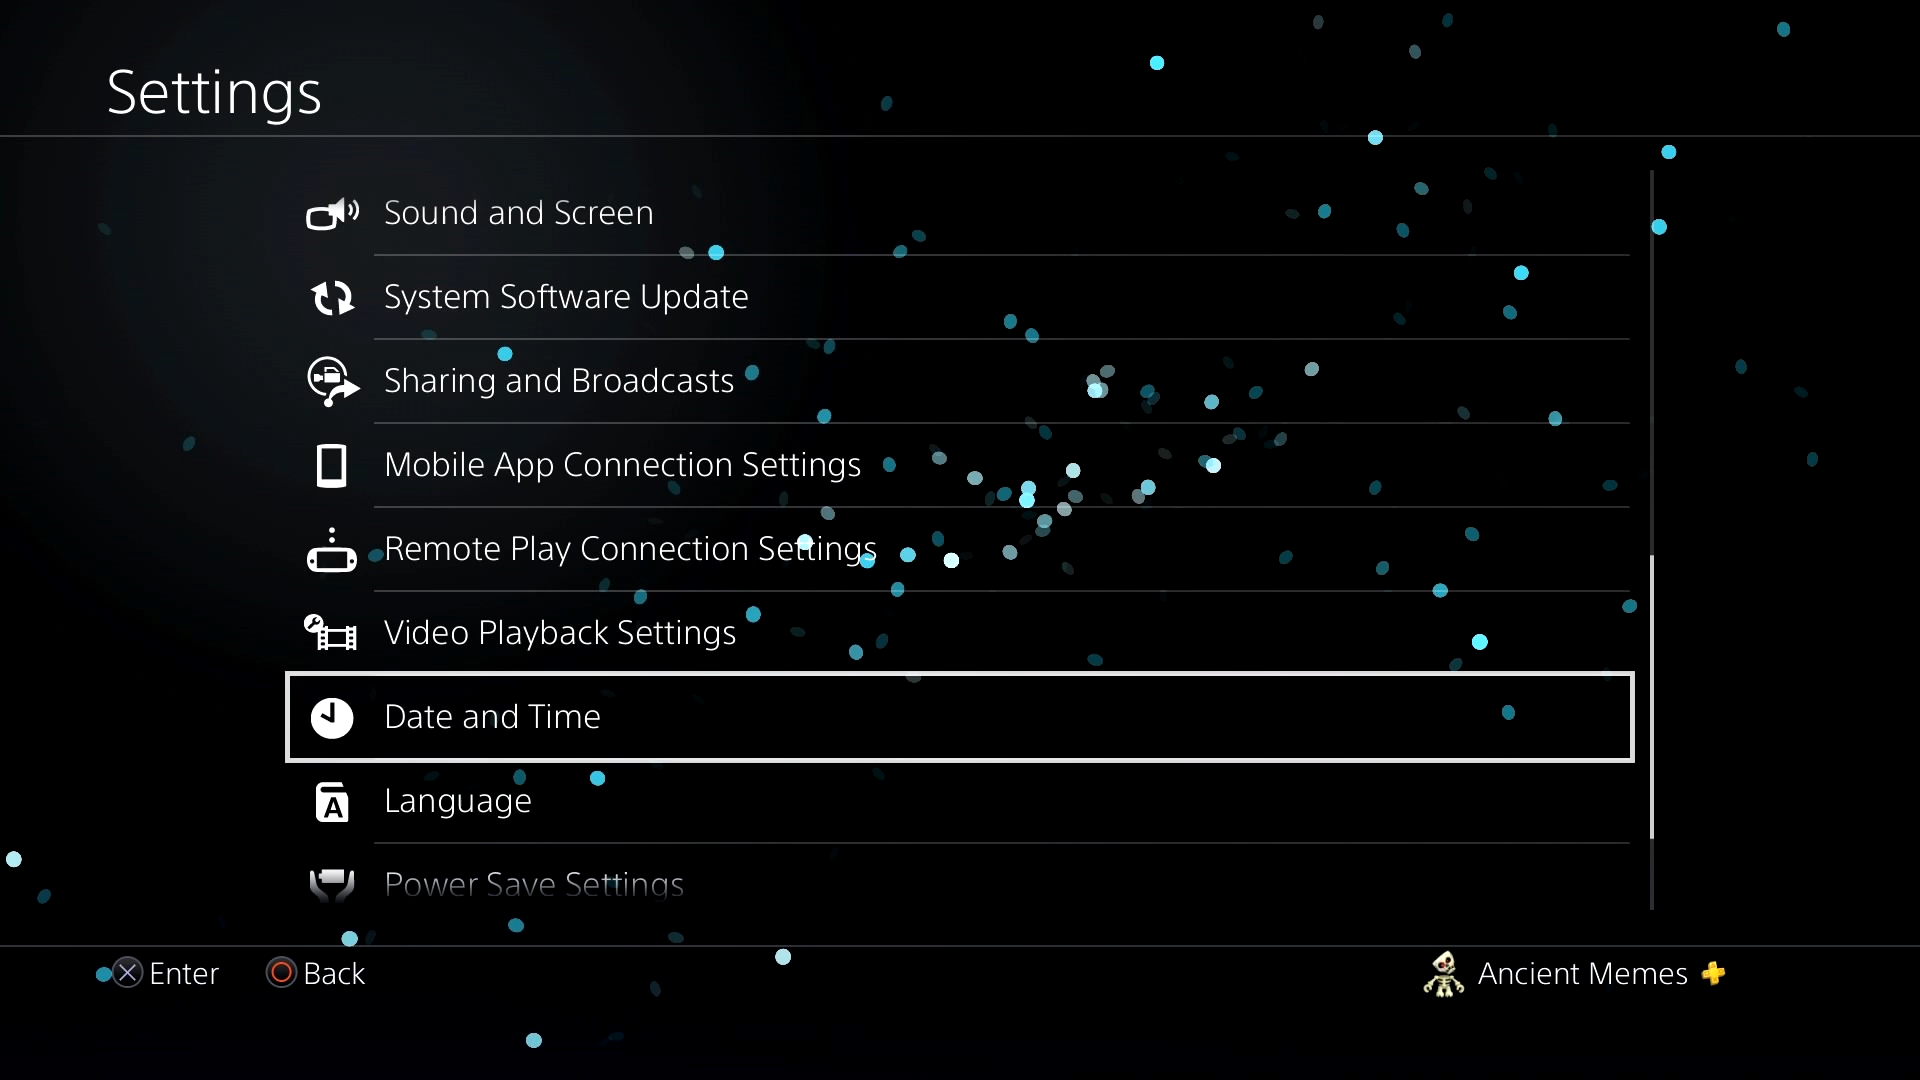 Settings
Sound and Screen
System Software Update
Sharing and Broadcasts
Mobile App Connection Settings
Remote Play Connection Settings
Video Playback Settings
Date and Time
Language
Power Save Settings
Enter
Back
Ancient Memes